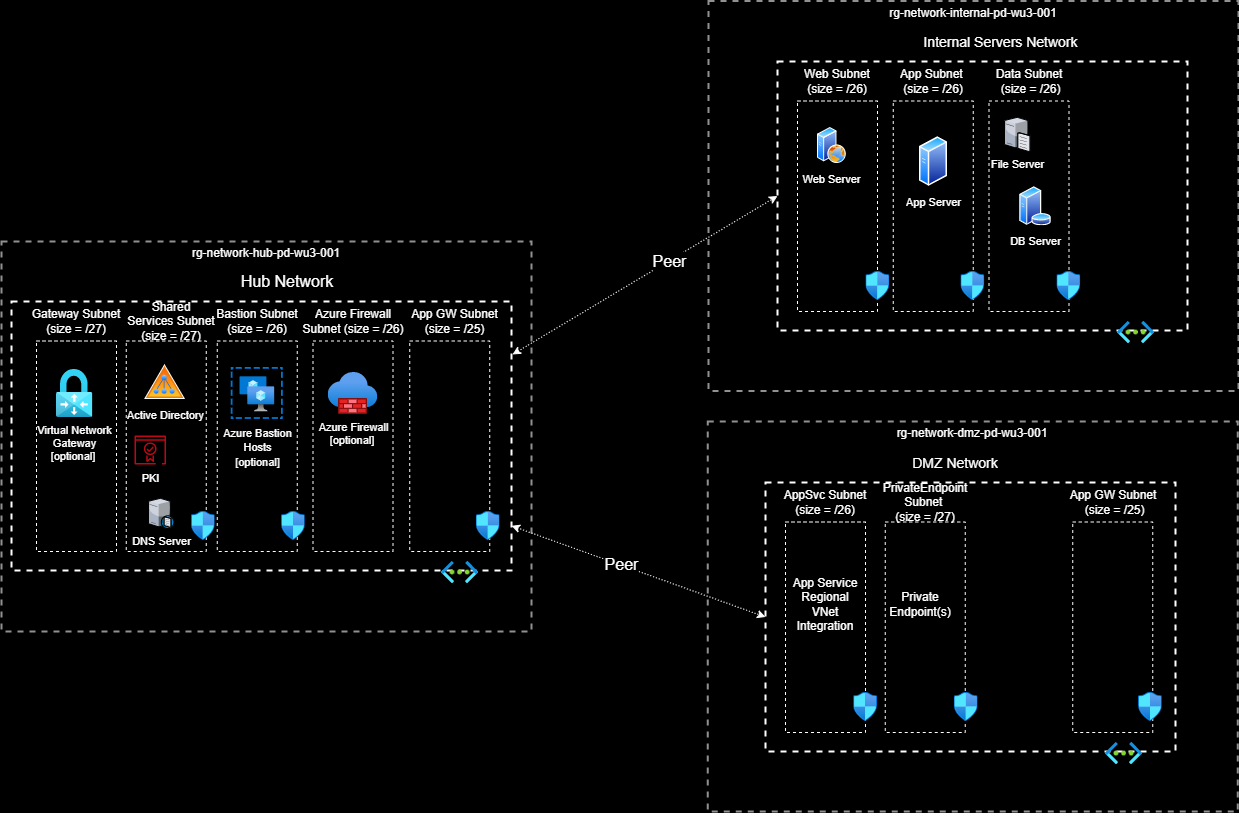 rg-network-internal-pd-wu3-001
Internal Servers Network
Web Subnet
(size = /26)
App Subnet
(size = /26)
Data Subnet
(size = /26)
Web Server
App Server
File Server
DB Server
Peer
rg-network-hub-pd-wu3-001
Hub Network
Gateway Subnet
(size = /27)
Shared
Services Subnet
(size = /27)
Bastion Subnet
(size = /26)
Azure Firewall
Subnet (size = /26)
App GW Subnet
(size = /25)
Virtual Network
Gateway
[optional]
Active Directory
PKI
DNS Server
Azure Bastion
Hosts
[optional]
Azure Firewall
[optional]
Peer
rg-network-dmz-pd-wu3-001
DMZ Network
AppSvc Subnet
(size = /26)
PrivateEndpoint
Subnet
(size = /27)
App GW Subnet
(size = /25)
App Service
Regional
VNet
Integration
Private
Endpoint(s)